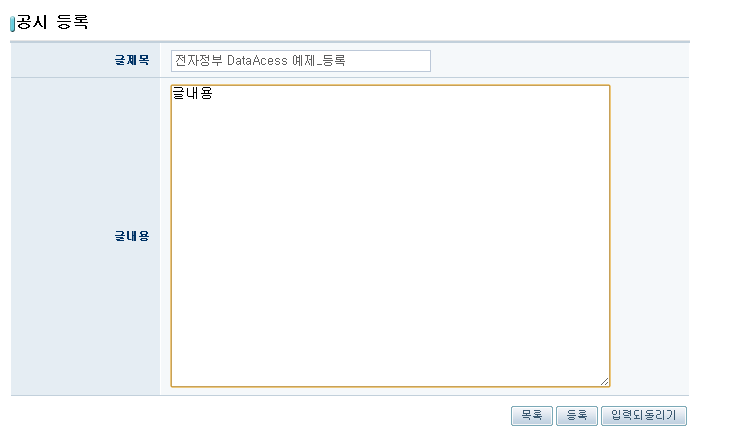 공시 등록
글제목
전자정부 DataAcess 예제_등록
글내용
글내용
목록 등록 입력되돌리기